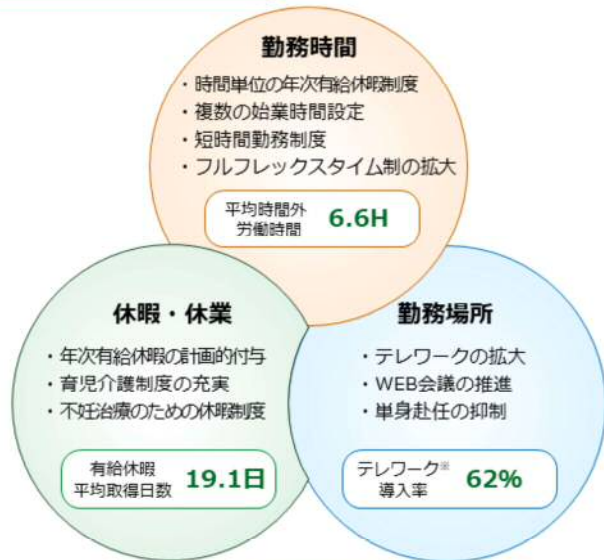 勤務時間
・時間単位の年次有給休暇制度
・複数の始業時間設定
・短時間勤務制度
・フルフレックスタイム制の拡大
平均時間外
労働時間
6.6H
休暇・休業
・年次有給休暇の計画的付与
・育児介護制度の充実
・不妊治療のための休暇制度
有給休暇
平均取得日数
19.1日
勤務場所
・テレワークの拡大
・WEB会議の推進
・単身赴任の抑制
テレワーク※
導入率
62%